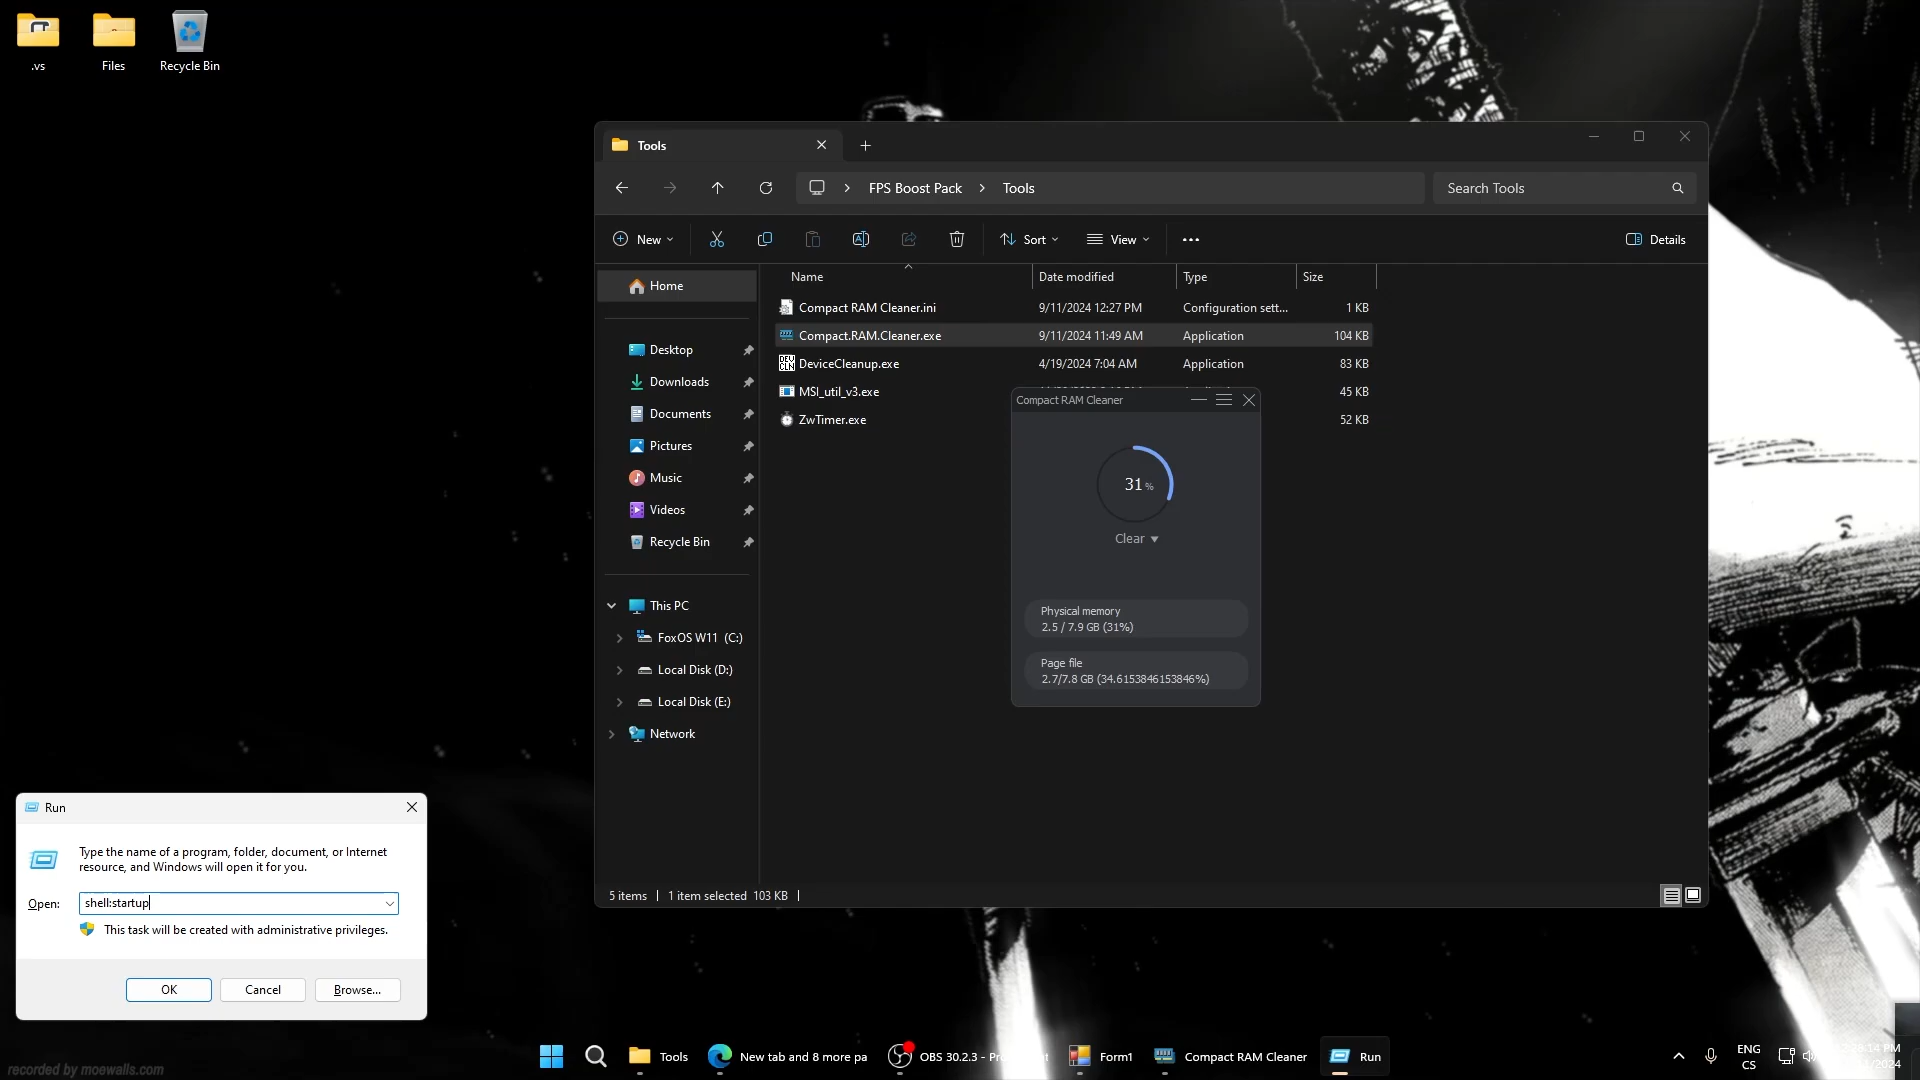 .vs
Files
Recycle Bin
Tools
FPS Boost Pack
Tools
Search Tools
New
Sort
View
Details
Name
Date modified
Type
Size
Home
Compact RAM Cleaner.ini
9/11/2024 12:27 PM
Configuration sett...
1 KB
Compact.RAM.Cleaner.exe
9/11/2024 11:49 AM
Application
104 KB
DeviceCleanup.exe
4/19/2024 7:04 AM
Application
83 KB
MSI_util_v3.exe
45 KB
ZwTimer.exe
52 KB
Desktop
Downloads
Documents
Pictures
Music
Videos
Recycle Bin
This PC
FoxOS W11 (C:)
Local Disk (D:)
Local Disk (E:)
Network
Compact RAM Cleaner
31 %
Clear
Physical memory
2.5 / 7.9 GB (31%)
Page file
2.7/7.8 GB (34.6153846153846%)
5 items
1 item selected 103 KB
Run
Type the name of a program, folder, document, or Internet
resource, and Windows will open it for you.
Open:
shell:startup
This task will be created with administrative privileges.
OK
Cancel
Browse...
recorded by moewalls.com
Tools
New tab and 8 more pa
OBS 30.2.3 -
Form1
Compact RAM Cleaner
Run
ENG
CS